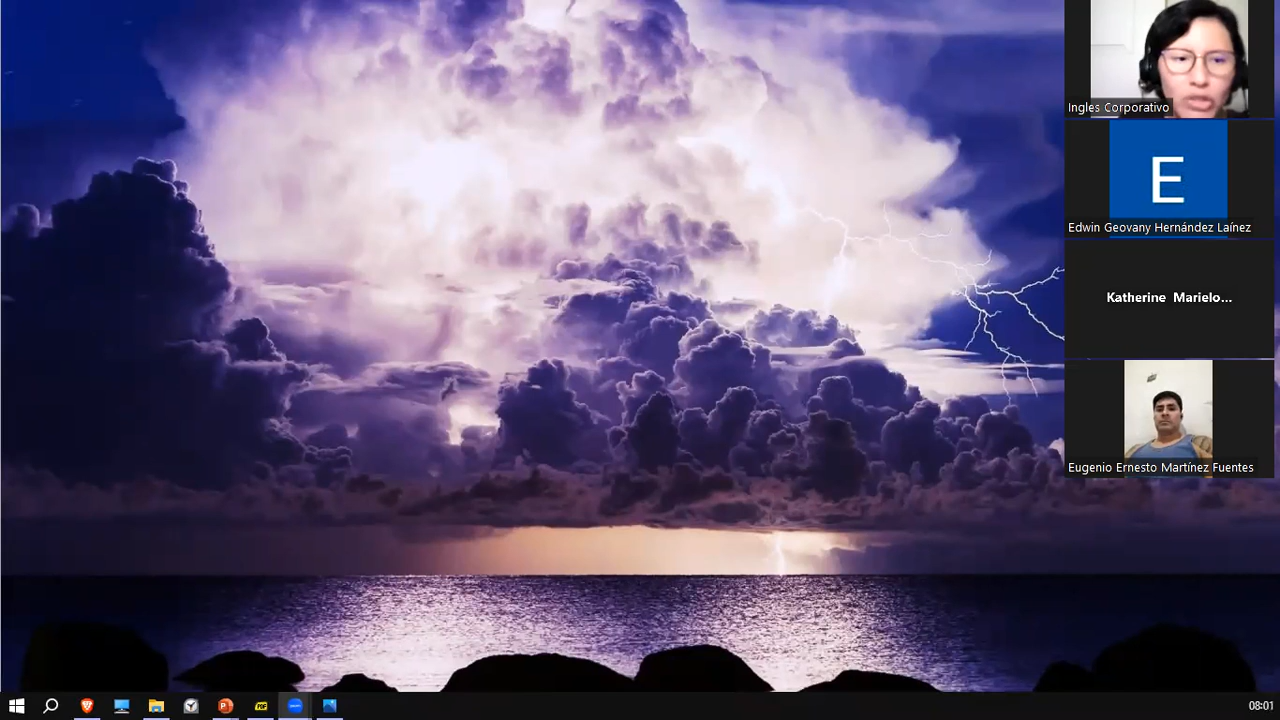 Ingles Corporativo
E
Edwin Geovany Hernández Laínez
Katherine Marielo...
Eugenio Ernesto Martínez Fuentes
08:01